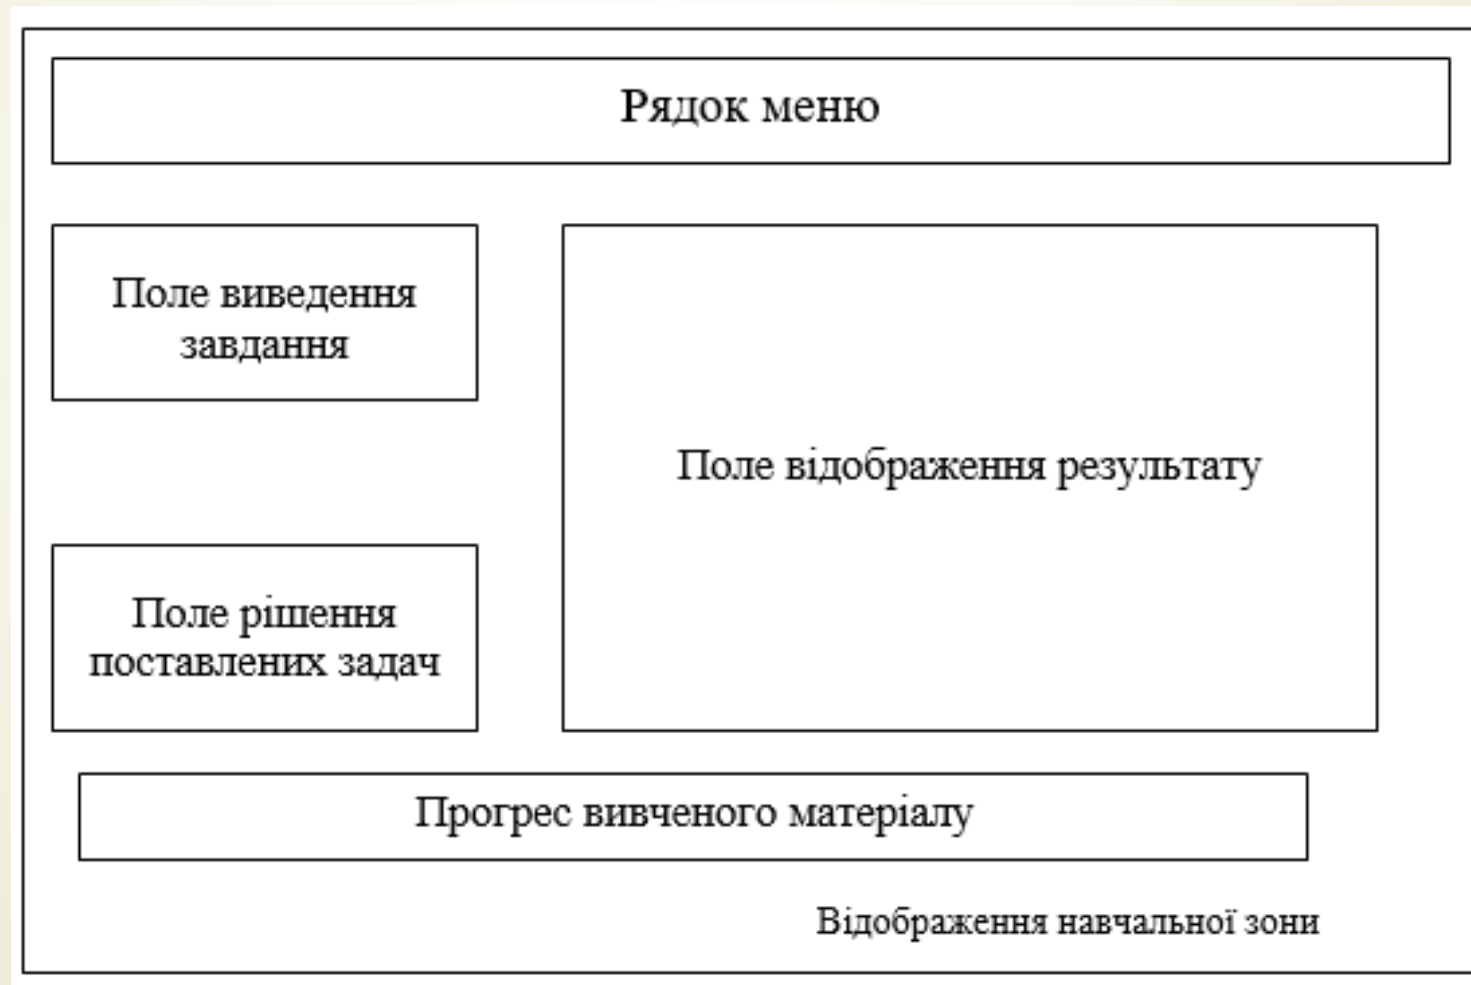 Рядок меню
Поле виведення
завдання
Поле відображення результату
Поле рішення
поставлених задач
Прогрес вивченого матеріалу
Відображення навчальної зони